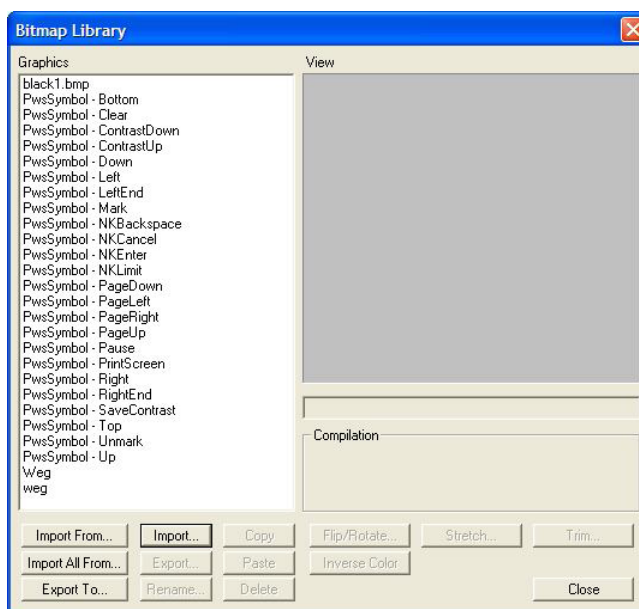 Bitmap Library
Graphics
View
black1.bmp
PwsSymbol - Bottom
PwsSymbol - Clear
PwsSymbol - ContrastDown
PwsSymbol - ContrastUp
PwsSymbol - Down
PwsSymbol - Left
PwsSymbol - LeftEnd
PwsSymbol - Mark
PwsSymbol - NKBackspace
PwsSymbol - NKCancel
PwsSymbol - NKEnter
PwsSymbol - NKLimit
PwsSymbol - PageDown
PwsSymbol - PageLeft
PwsSymbol - PageRight
PwsSymbol - PageUp
PwsSymbol - Pause
PwsSymbol - PrintScreen
PwsSymbol - Right
PwsSymbol - RightEnd
PwsSymbol - SaveContrast
PwsSymbol - Top
PwsSymbol - Unmark
PwsSymbol - Up
Weg
weg
Compilation
Import From... Import... Copy Flip/Rotate... Stretch... Trim...
Import All From... Export... Paste Inverse Color
Export To... Rename... Delete Close